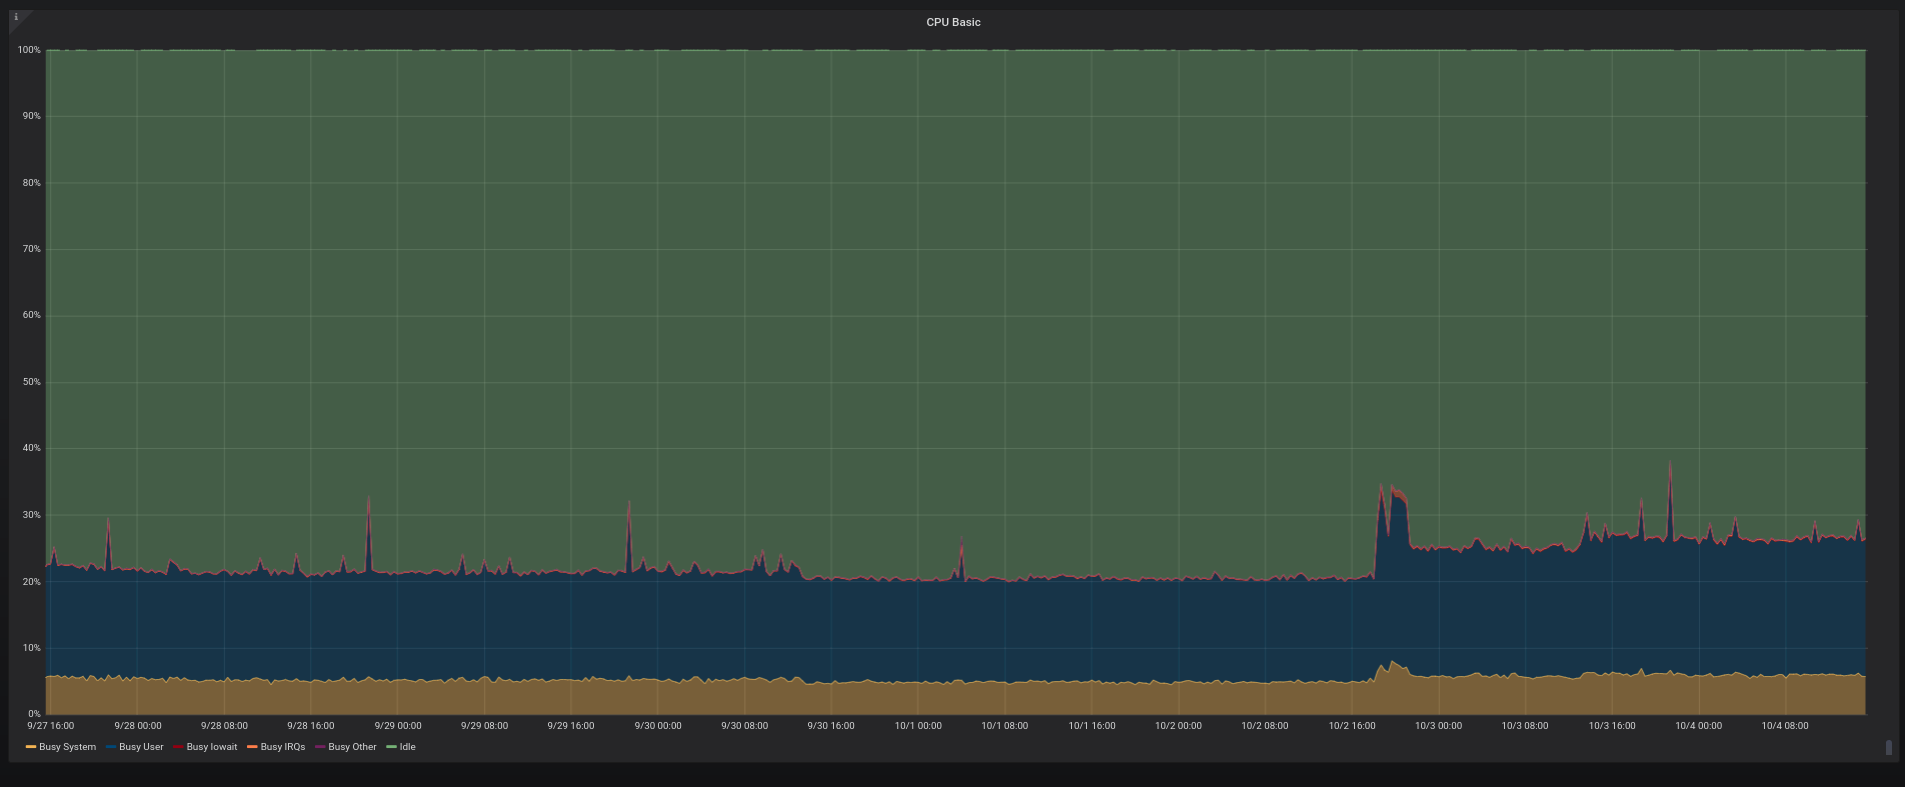 i
CPU Basic
100%
90%
80%
70%
60%
50%
40%
30%
20%
10%
0%
9/27 16:00 9/28 00:00 9/28 08:00 9/28 16:00 9/29 00:00 9/29 08:00 9/29 16:00 9/30 00:00 9/30 08:00 9/30 16:00 10/1 00:00 10/1 08:00 10/1 16:00 10/2 00:00 10/2 08:00 10/2 16:00 10/3 00:00 10/3 08:00 10/3 16:00 10/4 00:00 10/4 08:00
Busy System Busy User Busy Iowait Busy IRQs Busy Other Idle